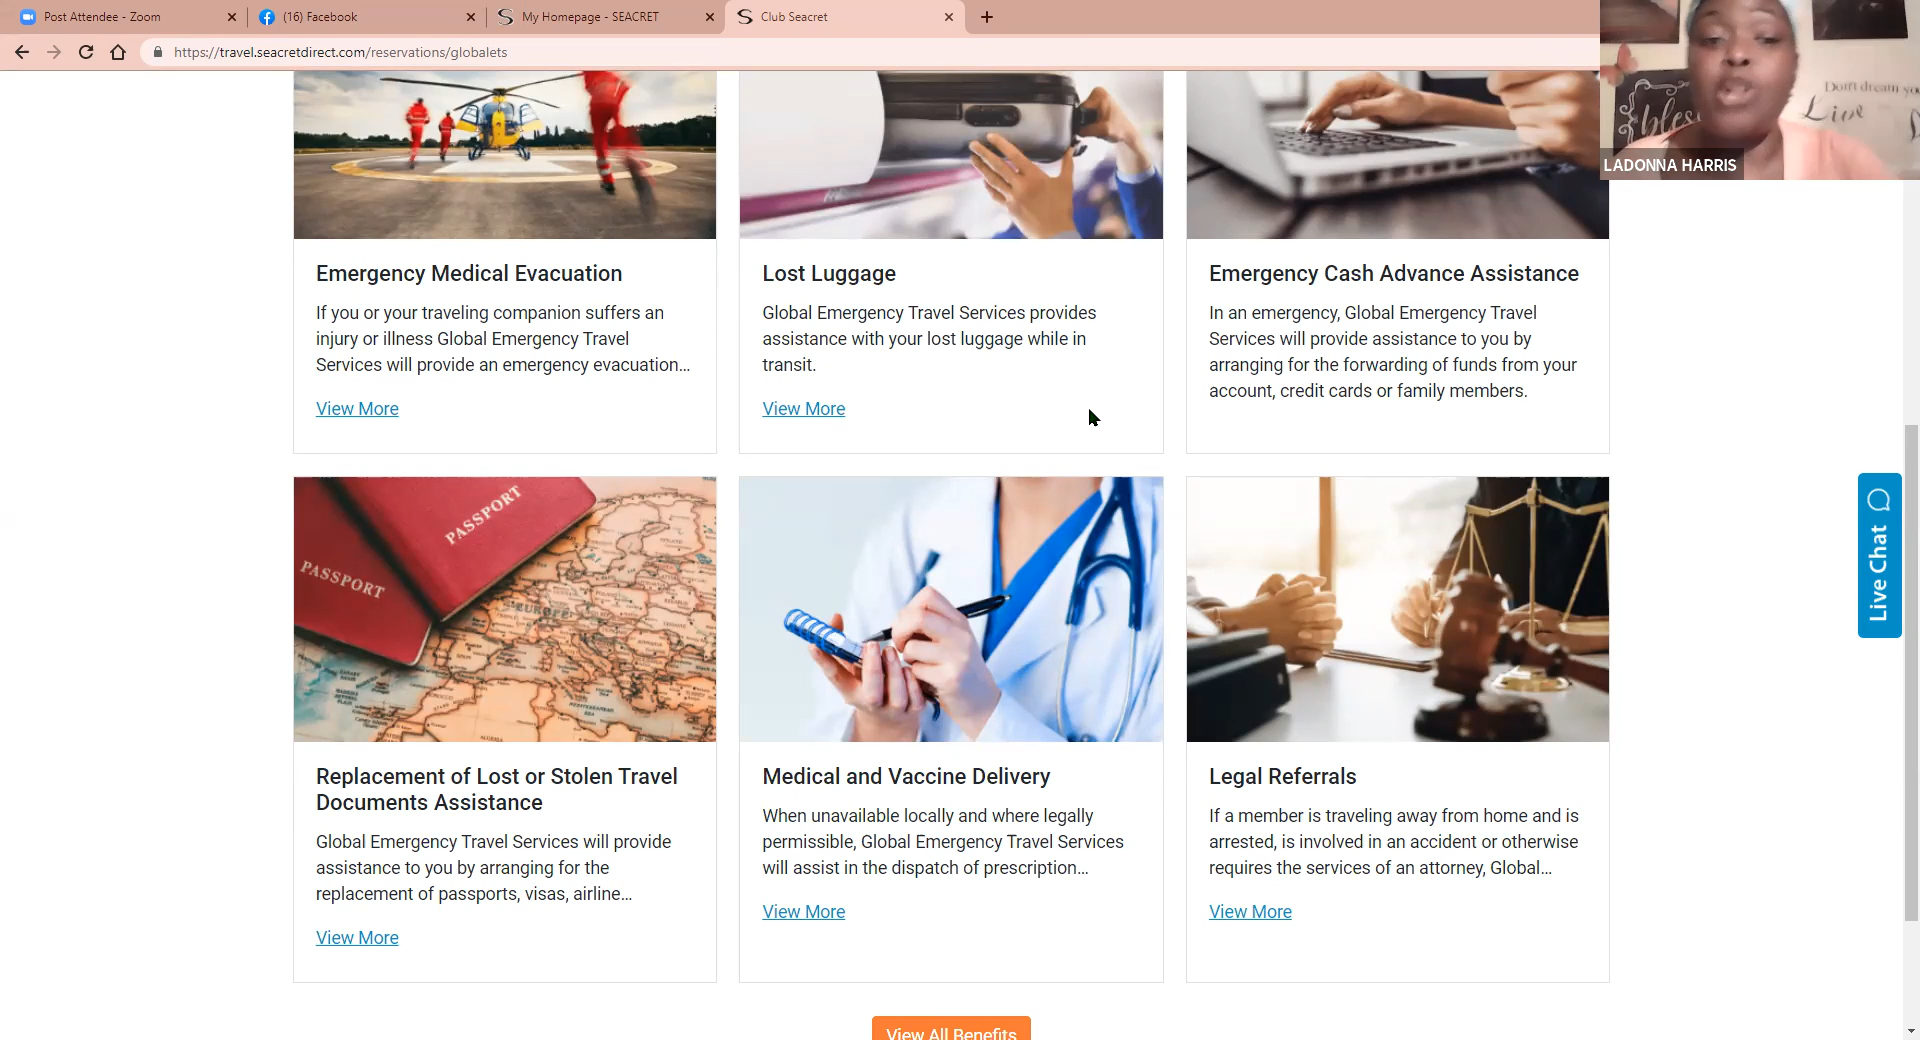 Post Attendee - Zoom
(16) Facebook
My Homepage - SEACRET
Club Seacret
https://travel.seacretdirect.com/reservations/globalets
Don't dream
Live
bless
LADONNA HARRIS
Emergency Medical Evacuation
If you or your traveling companion suffers an
injury or illness Global Emergency Travel
Services will provide an emergency evacuation...
View More
Lost Luggage
Global Emergency Travel Services provides
assistance with your lost luggage while in
transit.
View More
Emergency Cash Advance Assistance
In an emergency, Global Emergency Travel
Services will provide assistance to you by
arranging for the forwarding of funds from your
account, credit cards or family members.
PASSPORT
PASSPORT
EUROPE
Replacement of Lost or Stolen Travel
Documents Assistance
Global Emergency Travel Services will provide
assistance to you by arranging for the
replacement of passports, visas, airline...
View More
Medical and Vaccine Delivery
When unavailable locally and where legally
permissible, Global Emergency Travel Services
will assist in the dispatch of prescription...
View More
Legal Referrals
If a member is traveling away from home and is
arrested, is involved in an accident or otherwise
requires the services of an attorney, Global...
View More
Live Chat
View All Benefits